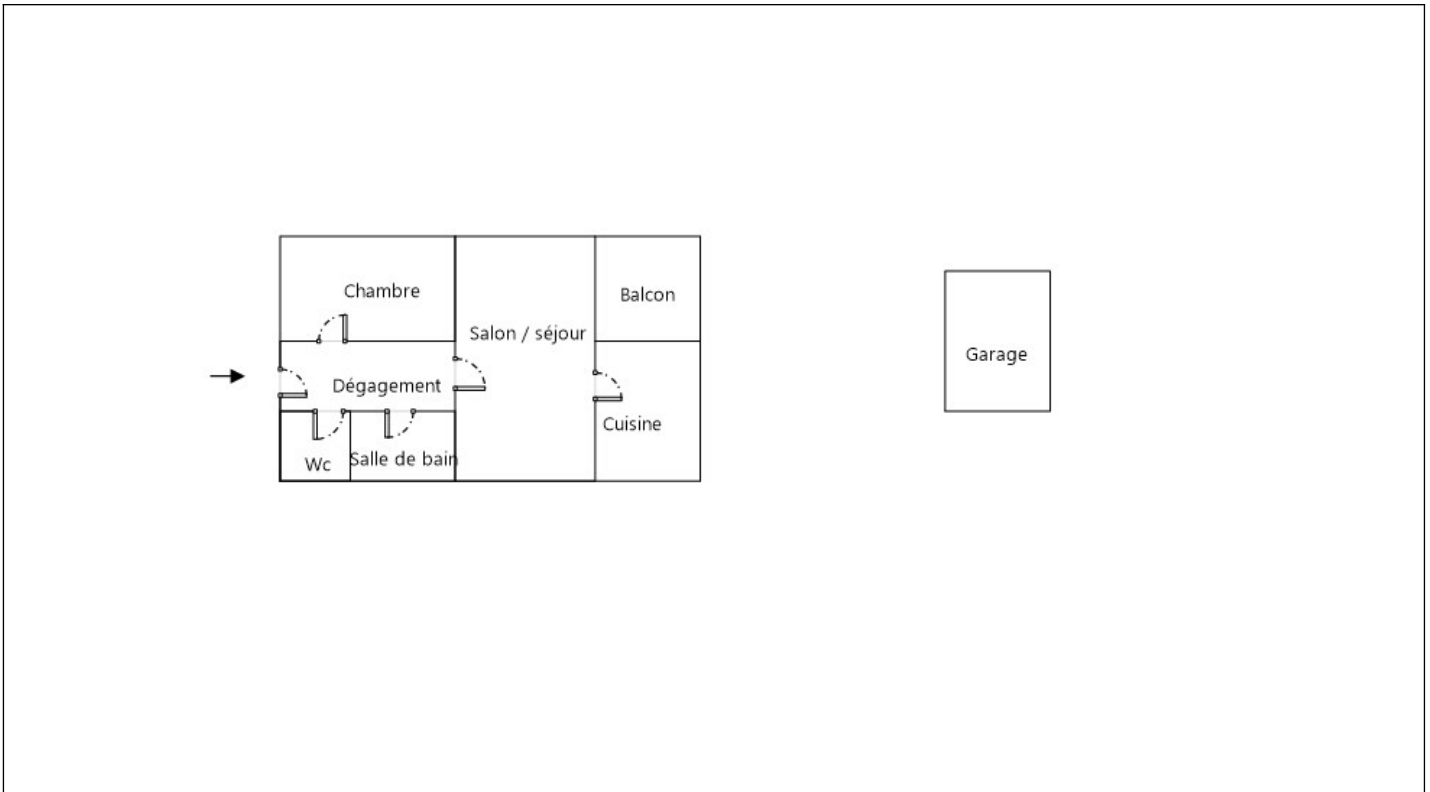 Chambre
Balcon
Salon / séjour
Garage
Dégagement
Cuisine
Wc
Salle de bain